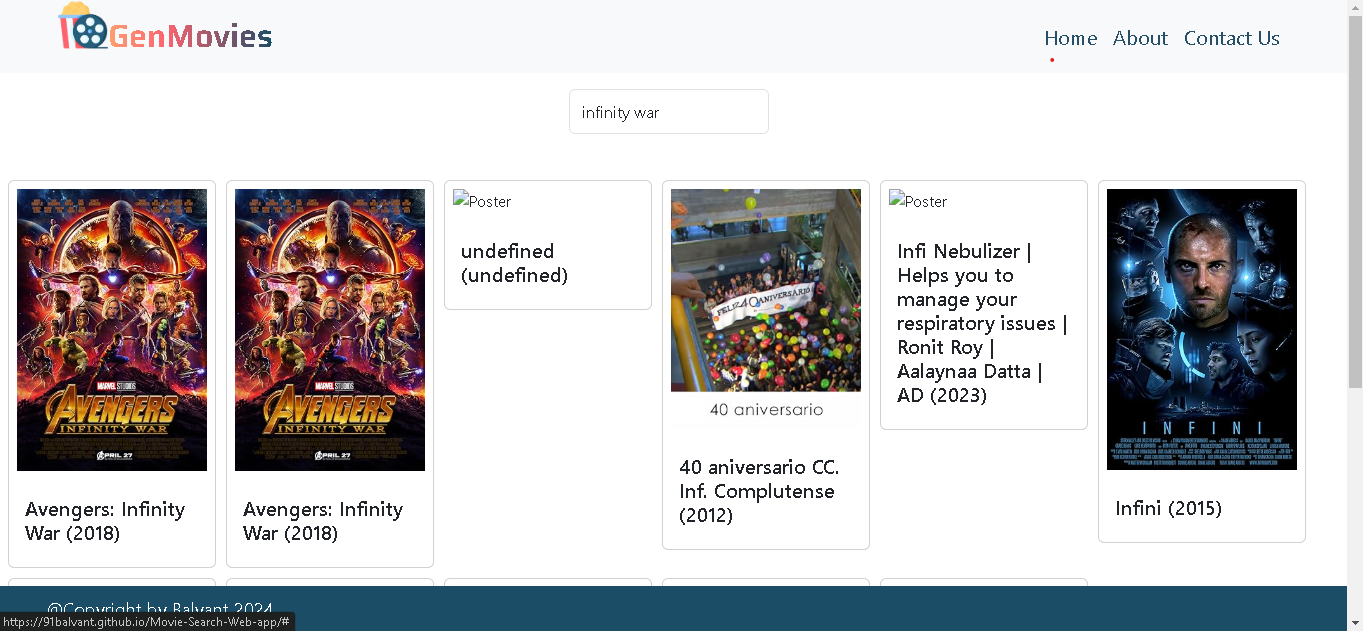 GenMovies
Home About Contact Us
infinity war
MARVEL STUDIOS
AVENGERS
INFINITY WAR
APRIL 27
Avengers: Infinity
War (2018)
MARVEL STUDIOS
AVENGERS
INFINITY WAR
APRIL 27
Avengers: Infinity
War (2018)
Poster
undefined
(undefined)
FELIZ 40 ANIVERSARIO
40 aniversario
40 aniversario CC.
Inf. Complutense
(2012)
Poster
Infi Nebulizer |
Helps you to
manage your
respiratory issues |
Ronit Roy |
Aalaynaa Datta |
AD (2023)
INFINI
Infini (2015)
@Copyright by Balvant 2024
https://91balvant.github.io/Movie-Search-Web-app/#